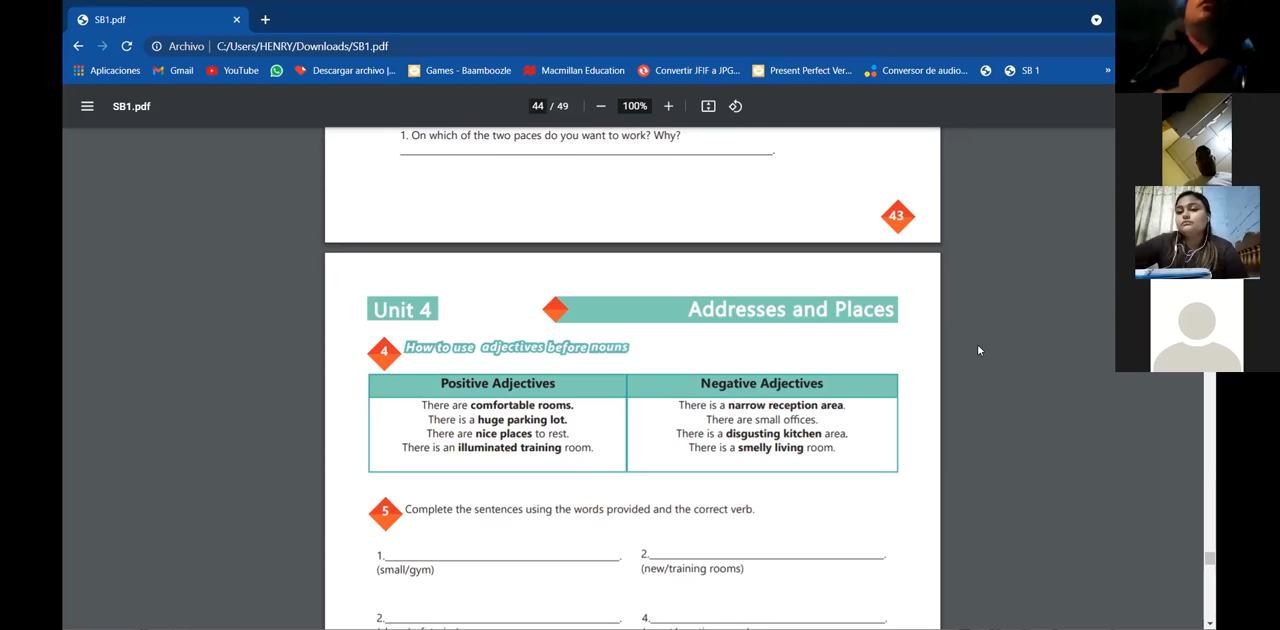 SB1.pdf
Archivo C:/Users/HENRY/Downloads/SB1.pdf
Aplicaciones Gmail YouTube Descargar archivo |... Games - Baamboozle Macmillan Education Convertir JFIF a JPG... Present Perfect Ver... Conversor de audio... SB 1 »
SB1.pdf 44 / 49 100%
1. On which of the two paces do you want to work? Why?
43
Unit 4 Addresses and Places
4 How to use adjectives before nouns
Positive Adjectives Negative Adjectives
There are comfortable rooms. There is a narrow reception area.
There is a huge parking lot. There are small offices.
There are nice places to rest. There is a disgusting kitchen area.
There is an illuminated training room. There is a smelly living room.
5 Complete the sentences using the words provided and the correct verb.
1. 2.
(small/gym) (new/training rooms)
2. 4.